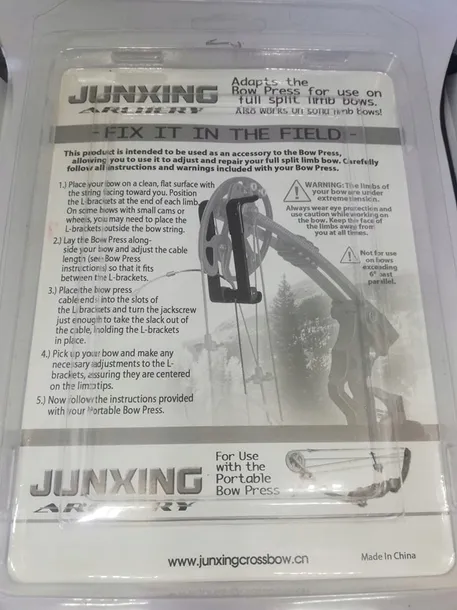 JUNXING
ARCHERY
Adapts the
Bow Press for use on
full split limb bows.
Also works on solid limb bows!
- FIX IT IN THE FIELD -
This product is intended to be used as an accessory to the Bow Press,
allowing you to use it to adjust and repair your full split limb bow. Carefully
follow all instructions and warnings included with your Bow Press.
1.) Place your bow on a clean, flat surface with
the string facing toward you. Position
the L-brackets at the end of each limb.
On some bows with small cams or
wheels, you may need to place the
L-brackets outside the bow string.
2.) Lay the Bow Press along-
side your bow and adjust the cable
length (see Bow Press
instructions) so that it fits
between the L-brackets.
3.) Place the bow press
cable ends into the slots of
the L-brackets and turn the jackscrew
just enough to take the slack out of
the cable, holding the L-brackets
in place.
4.) Pick up your bow and make any
necessary adjustments to the L-
brackets, assuring they are centered
on the limb tips.
5.) Now follow the instructions provided
with your Portable Bow Press.
WARNING: The limbs of
your bow are under
extreme tension.
Always wear eye protection and
use caution while working on
the bow. Keep the face of
the limbs away from
you at all times.
Not for use
on bows
exceeding
6" past
parallel.
JUNXING
ARCHERY
For Use
with the
Portable
Bow Press
www.junxingcrossbow.cn
Made In China